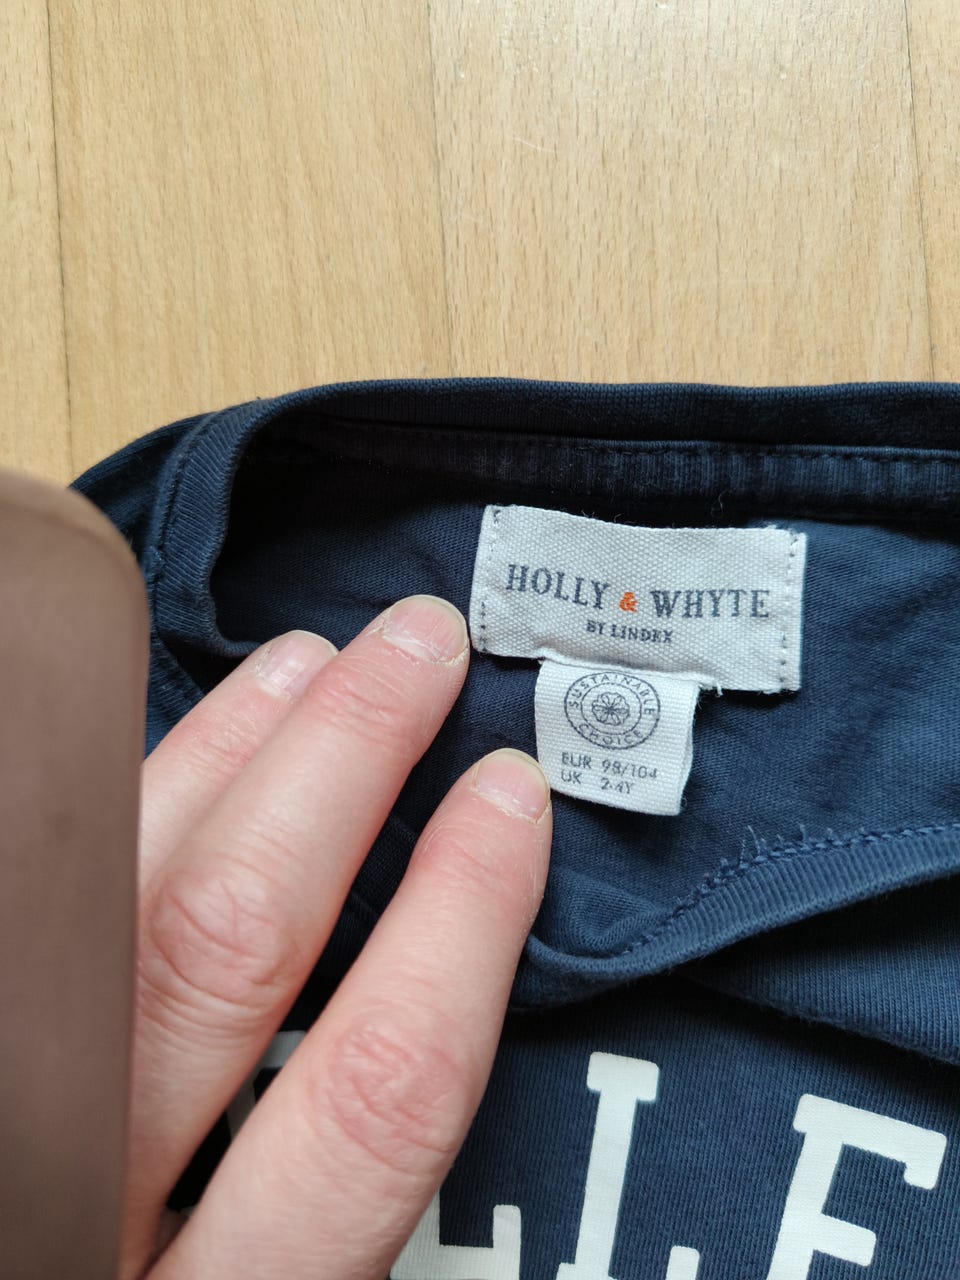 HOLLY & WHYTE
BY LINDEX
SUSTAINABLE
CHOICE
EUR 98/104
UK 2-4Y